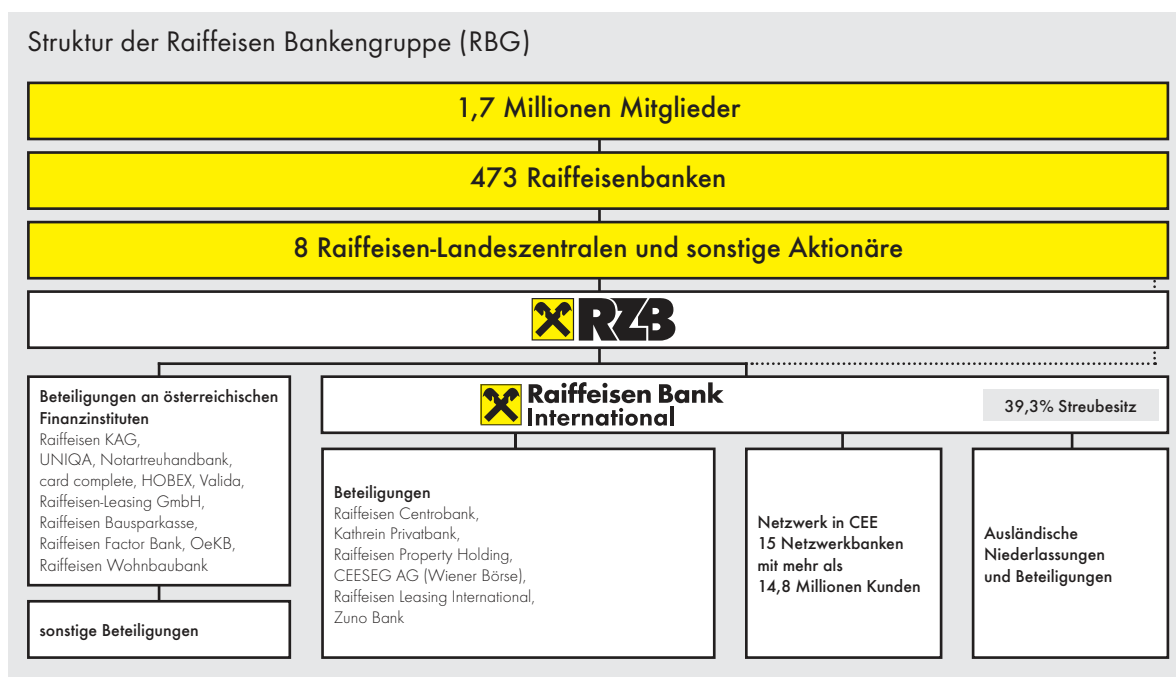 Struktur der Raiffeisen Bankengruppe (RBG)
1,7 Millionen Mitglieder
473 Raiffeisenbanken
8 Raiffeisen-Landeszentralen und sonstige Aktionäre
RZB
Beteiligungen an österreichischen
Finanzinstituten
Raiffeisen KAG,
UNIQA, Notartreuhandbank,
card complete, HOBEX, Valida,
Raiffeisen-Leasing GmbH,
Raiffeisen Bausparkasse,
Raiffeisen Factor Bank, OeKB,
Raiffeisen Wohnbaubank
sonstige Beteiligungen
Raiffeisen Bank
International
39,3% Streubesitz
Beteiligungen
Raiffeisen Centrobank,
Kathrein Privatbank,
Raiffeisen Property Holding,
CEESEG AG (Wiener Börse),
Raiffeisen Leasing International,
Zuno Bank
Netzwerk in CEE
15 Netzwerkbanken
mit mehr als
14,8 Millionen Kunden
Ausländische
Niederlassungen
und Beteiligungen